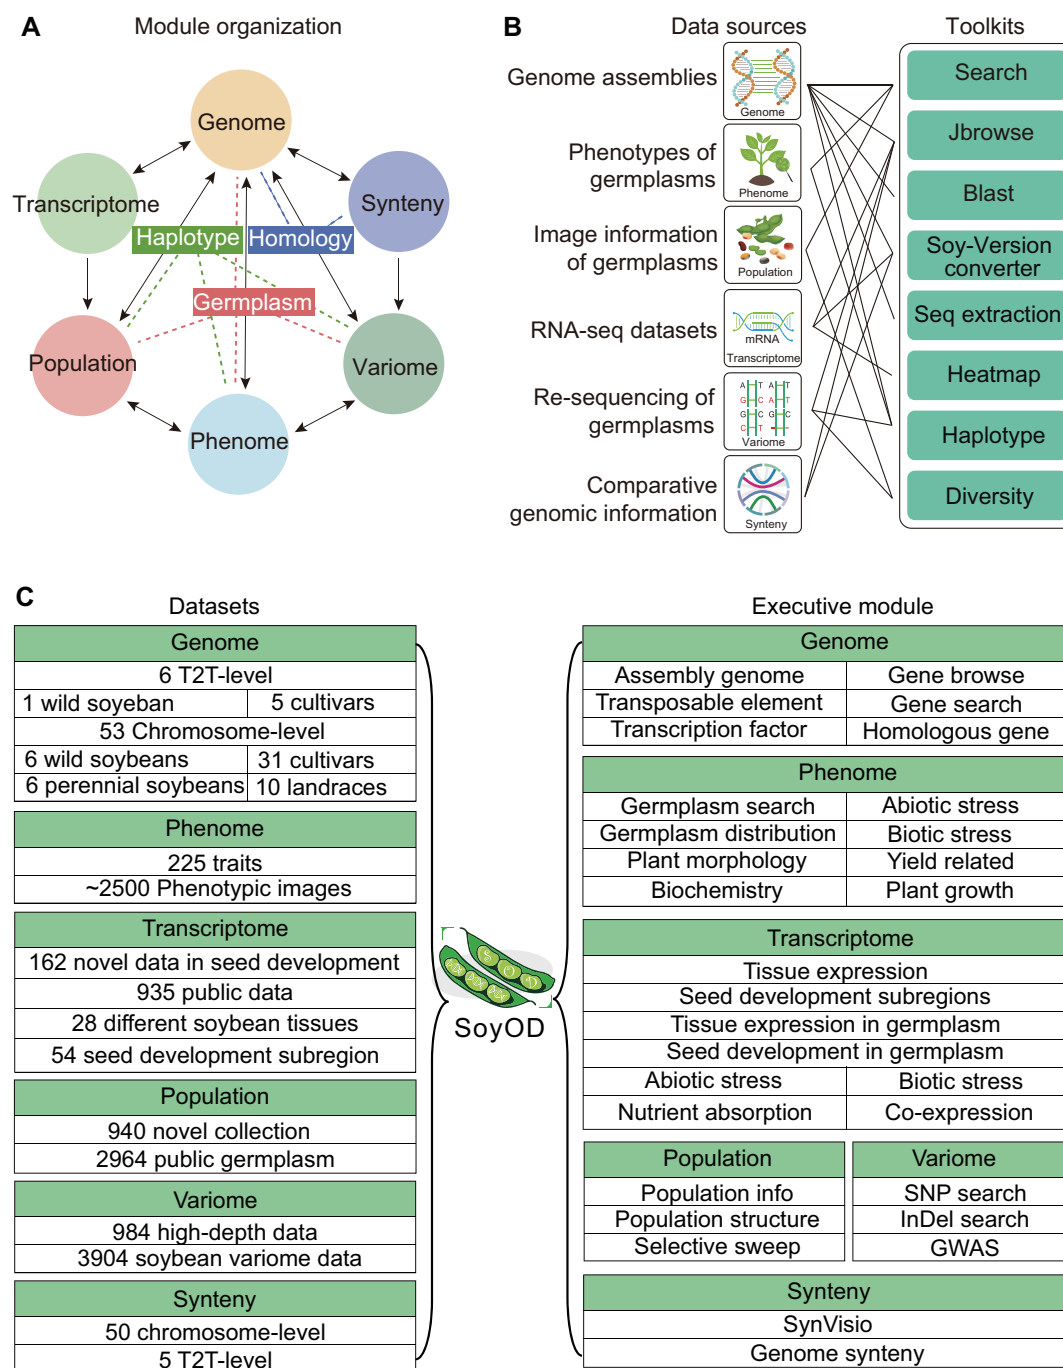 A
Module organization
Genome
Transcriptome
Synteny
Haplotype
Homology
Germplasm
Population
Variome
Phenome
B
Data sources
Toolkits
Genome assemblies
Genome
Phenotypes of
germplasms
Phenome
Image information
of germplasms
Population
RNA-seq datasets
mRNA
Transcriptome
Re-sequencing of
germplasms
A T A T
G C A T
G C G C
C T
Variome
Comparative
genomic information
Synteny
Search
Jbrowse
Blast
Soy-Version
converter
Seq extraction
Heatmap
Haplotype
Diversity
C
Datasets
Genome
6 T2T-level
1 wild soyeban
5 cultivars
53 Chromosome-level
6 wild soybeans
31 cultivars
6 perennial soybeans
10 landraces
Phenome
225 traits
~2500 Phenotypic images
Transcriptome
162 novel data in seed development
935 public data
28 different soybean tissues
54 seed development subregion
Population
940 novel collection
2964 public germplasm
Variome
984 high-depth data
3904 soybean variome data
Synteny
50 chromosome-level
5 T2T-level
SoyOD
Executive module
Genome
Assembly genome
Gene browse
Transposable element
Gene search
Transcription factor
Homologous gene
Phenome
Germplasm search
Abiotic stress
Germplasm distribution
Biotic stress
Plant morphology
Yield related
Biochemistry
Plant growth
Transcriptome
Tissue expression
Seed development subregions
Tissue expression in germplasm
Seed development in germplasm
Abiotic stress
Biotic stress
Nutrient absorption
Co-expression
Population
Population info
Population structure
Selective sweep
Variome
SNP search
InDel search
GWAS
Synteny
SynVisio
Genome synteny